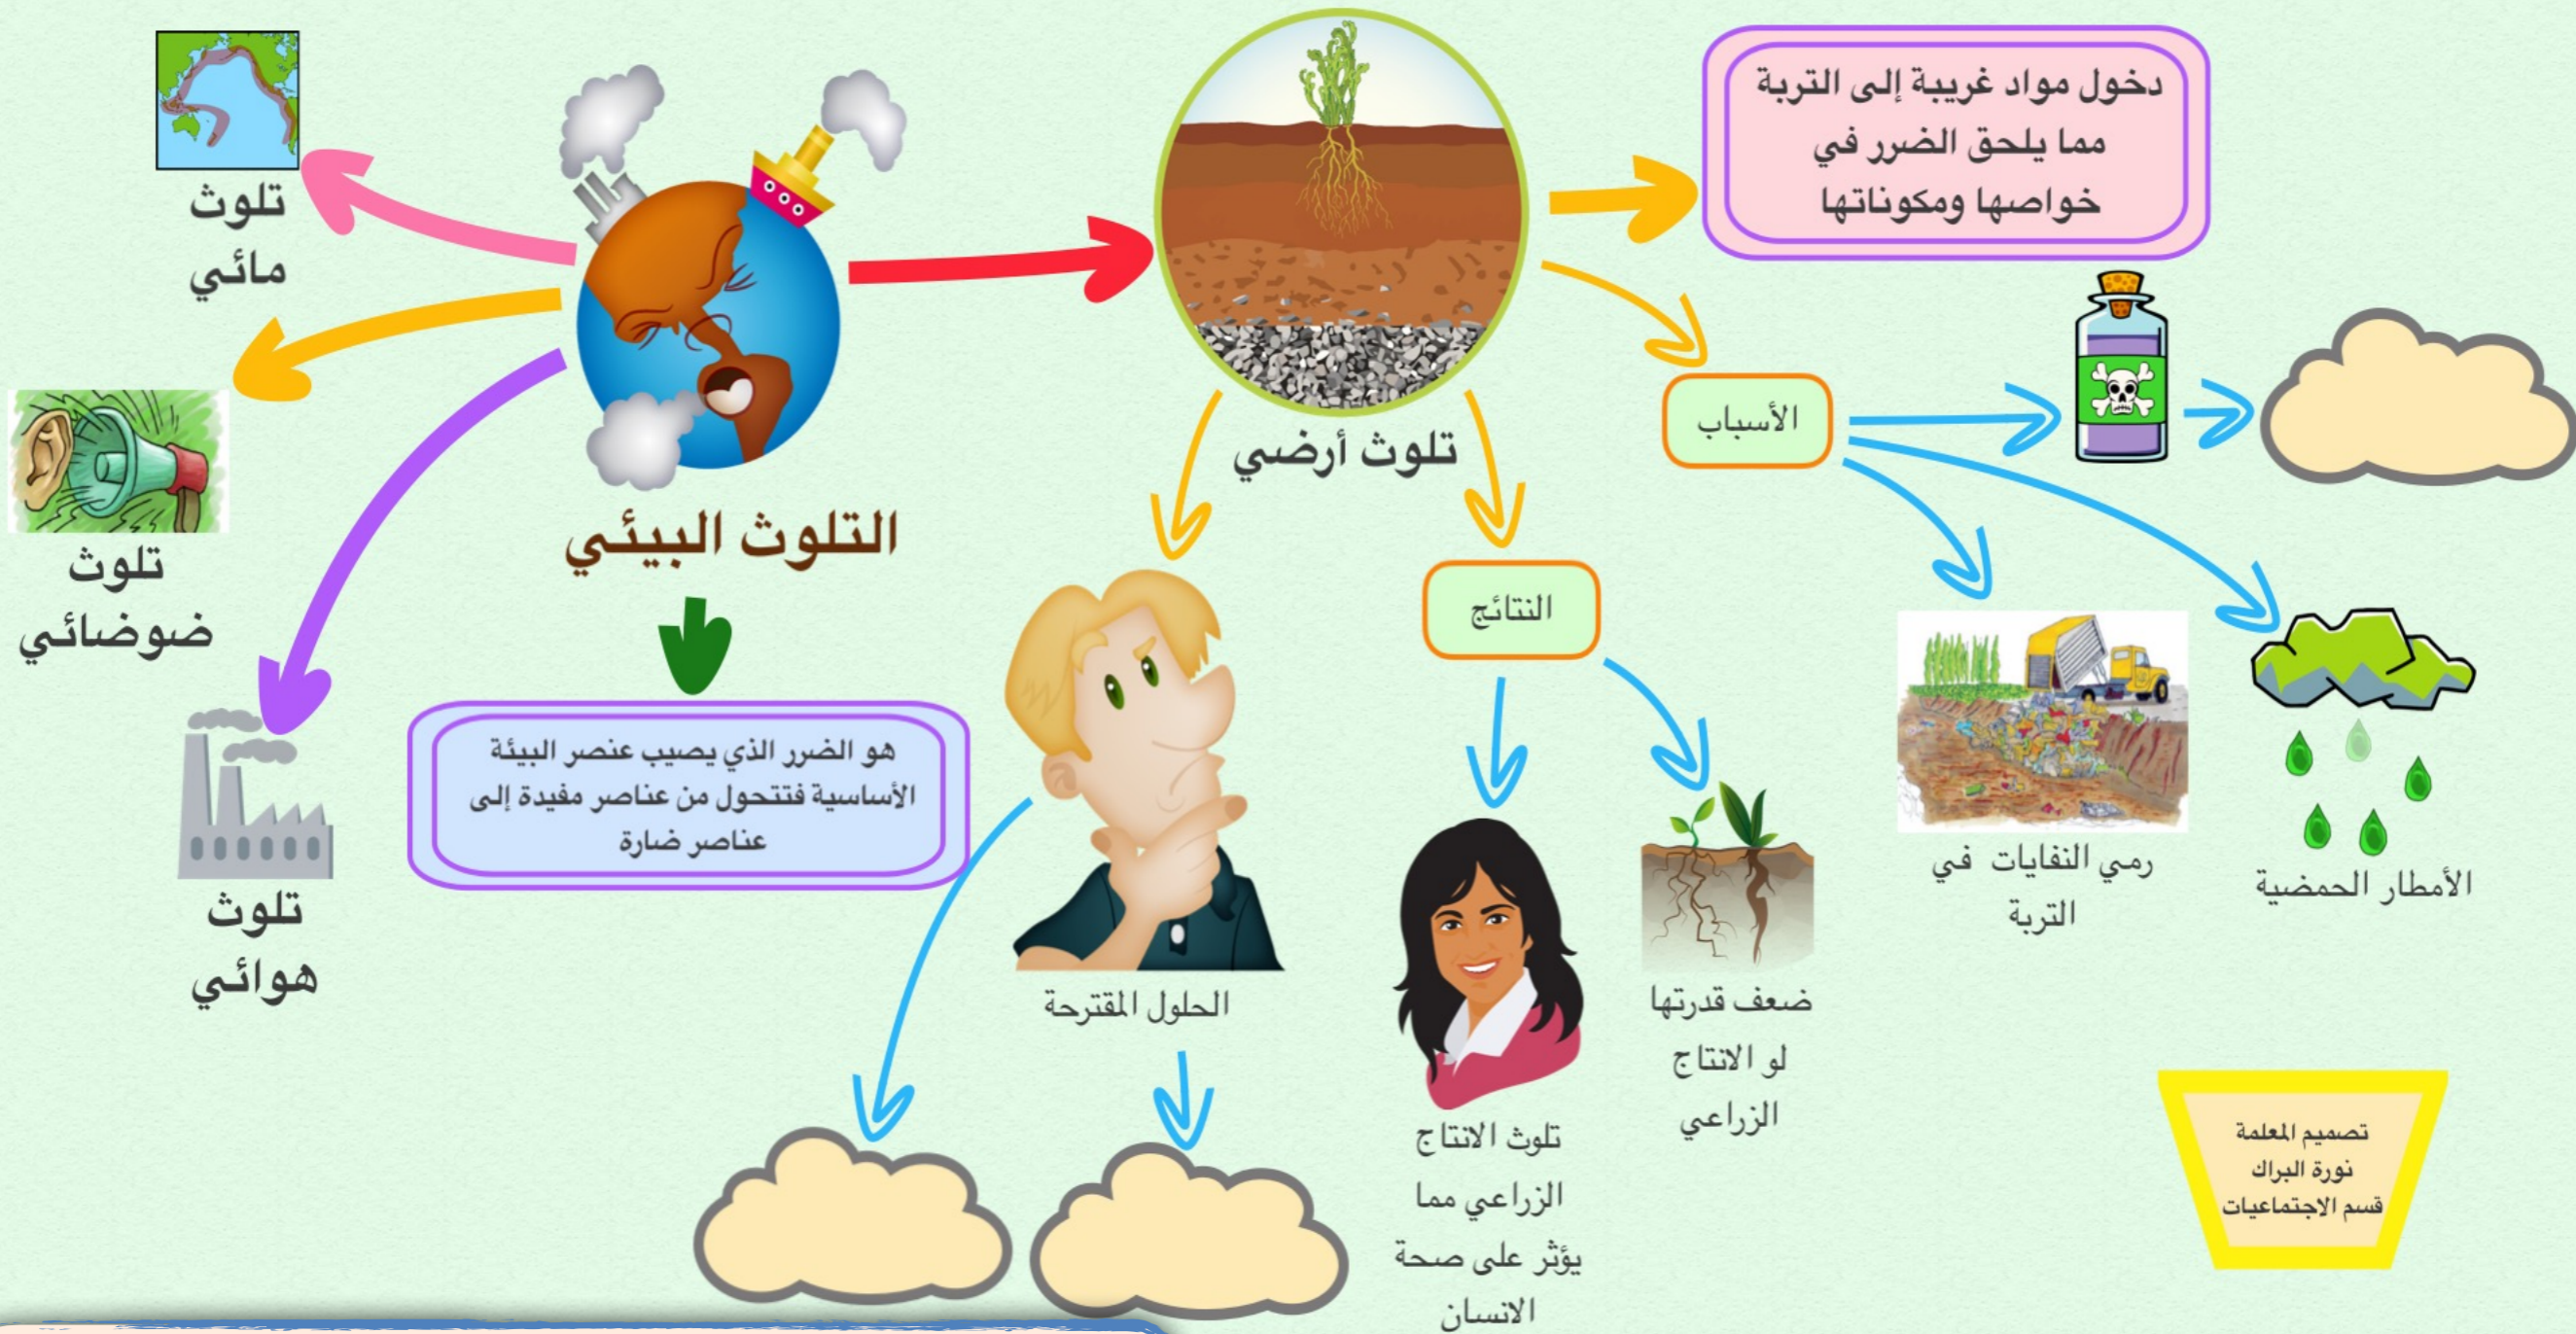 دخول مواد غريبة إلى التربة
مما يلحق الضرر في
خواصها ومكوناتها
تلوث
مائي
الأسباب
تلوث أرضي
التلوث البيئي
تلوث
ضوضائي
النتائج
هو الضرر الذي يصيب عنصر البيئة
الأساسية فتتحول من عناصر مفيدة إلى
عناصر ضارة
رمي النفايات في
التربة
الأمطار الحمضية
تلوث
هوائي
الحلول المقترحة
ضعف قدرتها
لو الانتاج
الزراعي
تلوث الانتاج
الزراعي مما
يؤثر على صحة
الانسان
تصميم المعلمة
نورة البراك
قسم الاجتماعيات